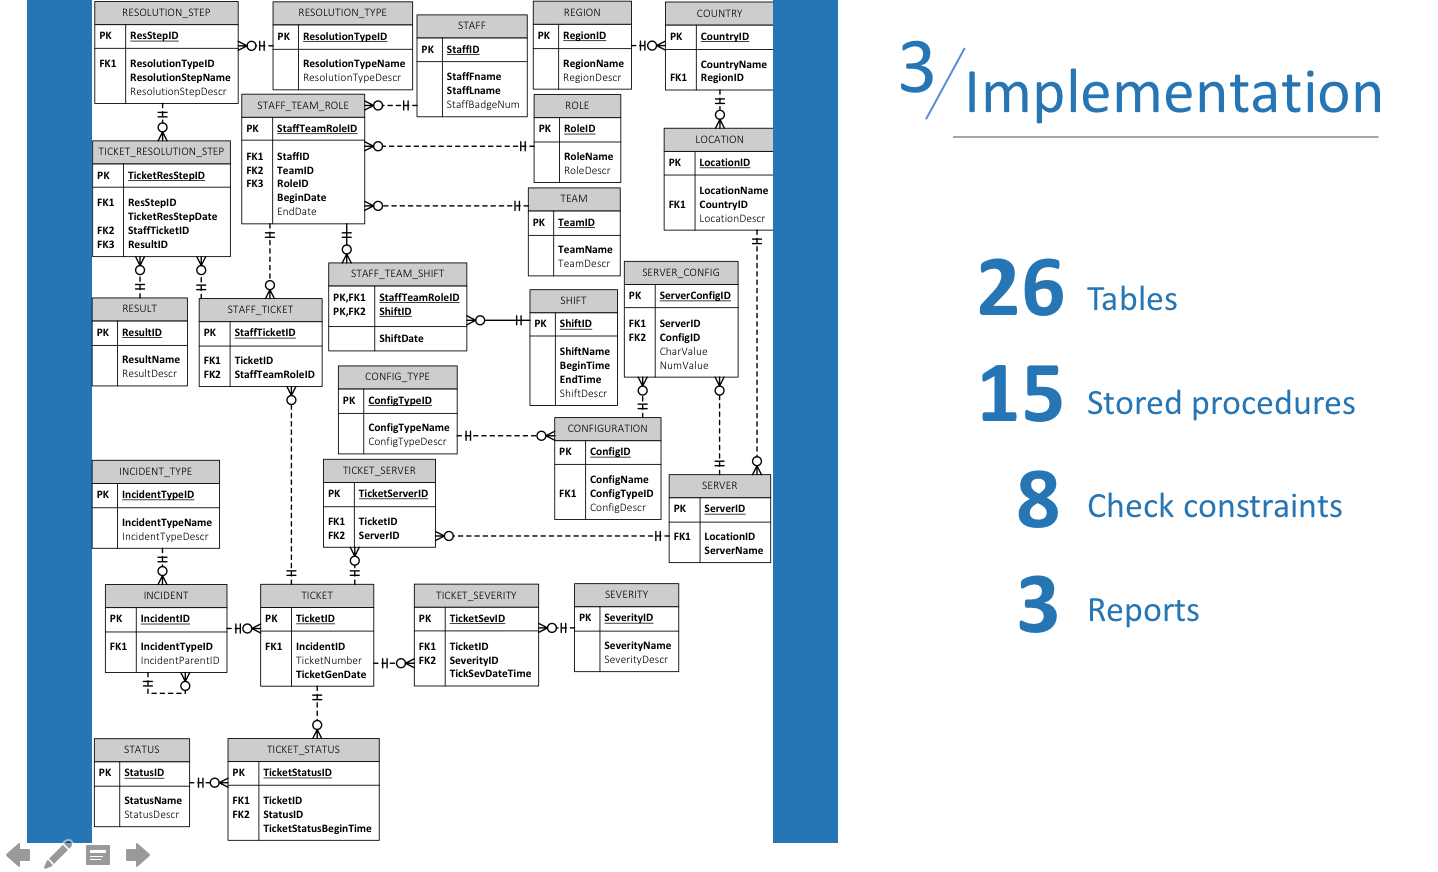 RESOLUTION_STEP
PK ResStepID
FK1 ResolutionTypeID
ResolutionStepName
ResolutionStepDescr
RESOLUTION_TYPE
PK ResolutionTypeID
ResolutionTypeName
ResolutionTypeDescr
STAFF
PK StaffID
StaffFname
StaffLname
StaffBadgeNum
REGION
PK RegionID
RegionName
RegionDescr
COUNTRY
PK CountryID
CountryName
FK1 RegionID
STAFF_TEAM_ROLE
PK StaffTeamRoleID
FK1 StaffID
FK2 TeamID
FK3 RoleID
BeginDate
EndDate
ROLE
PK RoleID
RoleName
RoleDescr
LOCATION
PK LocationID
LocationName
FK1 CountryID
LocationDescr
TICKET_RESOLUTION_STEP
PK TicketResStepID
FK1 ResStepID
TicketResStepDate
FK2 StaffTicketID
FK3 ResultID
TEAM
PK TeamID
TeamName
TeamDescr
STAFF_TEAM_SHIFT
PK,FK1 StaffTeamRoleID
PK,FK2 ShiftID
ShiftDate
SERVER_CONFIG
PK ServerConfigID
FK1 ServerID
FK2 ConfigID
CharValue
NumValue
RESULT
PK ResultID
ResultName
ResultDescr
STAFF_TICKET
PK StaffTicketID
FK1 TicketID
FK2 StaffTeamRoleID
SHIFT
PK ShiftID
ShiftName
BeginTime
EndTime
ShiftDescr
CONFIG_TYPE
PK ConfigTypeID
ConfigTypeName
ConfigTypeDescr
CONFIGURATION
PK ConfigID
ConfigName
FK1 ConfigTypeID
ConfigDescr
INCIDENT_TYPE
PK IncidentTypeID
IncidentTypeName
IncidentTypeDescr
TICKET_SERVER
PK TicketServerID
FK1 TicketID
FK2 ServerID
SERVER
PK ServerID
FK1 LocationID
ServerName
INCIDENT
PK IncidentID
FK1 IncidentTypeID
IncidentParentID
TICKET
PK TicketID
FK1 IncidentID
TicketNumber
TicketGenDate
TICKET_SEVERITY
PK TicketSevID
FK1 TicketID
FK2 SeverityID
TickSevDateTime
SEVERITY
PK SeverityID
SeverityName
SeverityDescr
STATUS
PK StatusID
StatusName
StatusDescr
TICKET_STATUS
PK TicketStatusID
FK1 TicketID
FK2 StatusID
TicketStatusBeginTime
3/Implementation
26 Tables
15 Stored procedures
8 Check constraints
3 Reports